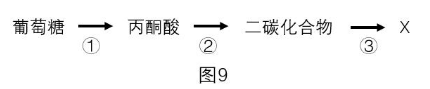 葡萄糖 → 丙酮酸 → 二碳化合物 → X
① ② ③
图9